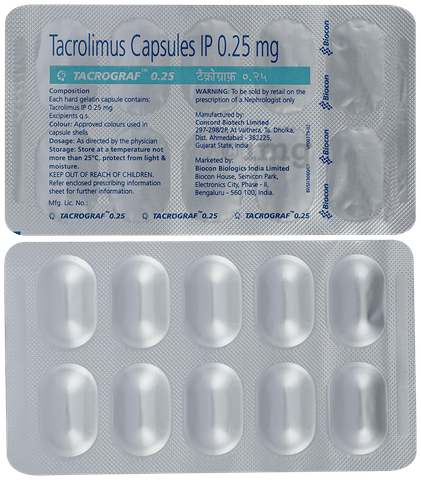 Tacrolimus Capsules IP 0.25 mg
TACROGRAF™ 0.25 टैक्रोग्राफ़ ०.२५
Composition
Each hard gelatin capsule contains:
Tacrolimus IP 0.25 mg
Excipients q.s.
Colour: Approved colours used in
capsule shells
Dosage: As directed by the physician
Storage: Store at a temperature not
more than 25°C, protect from light &
moisture.
KEEP OUT OF REACH OF CHILDREN.
Refer enclosed prescribing information
sheet for further information.
Mfg. Lic. No.:
WARNING: To be sold by retail on the
prescription of a Nephrologist only
Manufactured by:
Concord Biotech Limited
297-298/2P, At Valthera, Ta. Dholka,
Dist. Ahmedabad - 382225,
Gujarat State, India
Marketed by:
Biocon Biologics India Limited
Biocon House, Semicon Park,
Electronics City, Phase - II,
Bengaluru - 560 100, India.
TACROGRAF™ 0.25 TACROGRAF™ 0.25 TACROGRAF™ 0.25
Biocon
Biocon
Biocon
Biocon